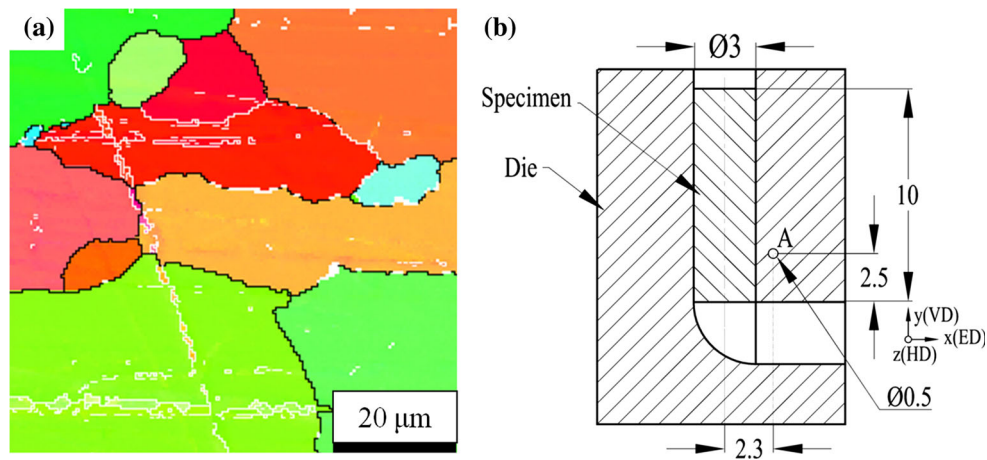 (a)
20 μm
(b)
Ø3
Specimen
Die
A
10
2.5
y(VD)
x(ED)
z(HD)
Ø0.5
2.3